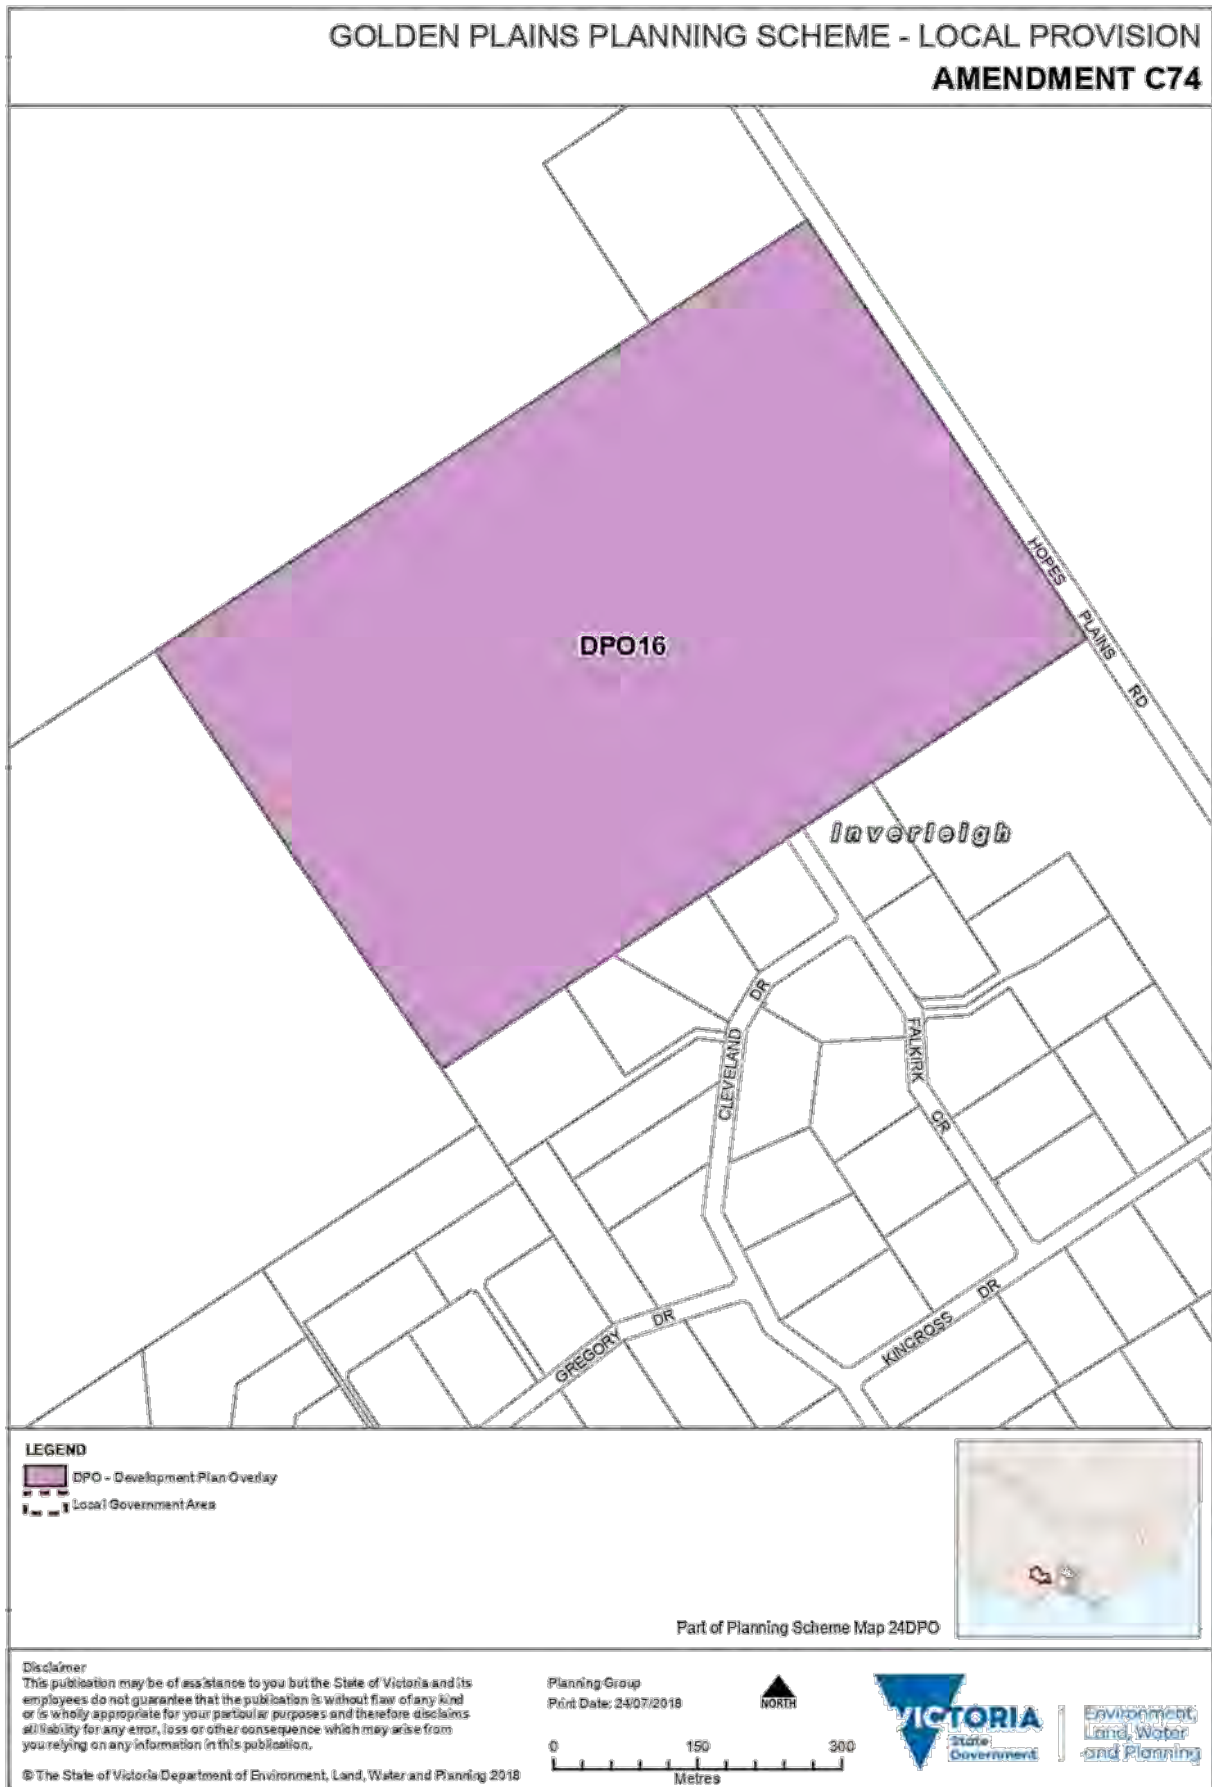 GOLDEN PLAINS PLANNING SCHEME - LOCAL PROVISION
AMENDMENT C74
HOPES PLAINS RD
DPO16
Inverleigh
CLEVELAND DR
FALKIRK CR
GREGORY DR
KINCROSS DR
LEGEND
DPO - Development Plan Overlay
Local Government Area
Part of Planning Scheme Map 24DPO
Disclaimer
This publication may be of assistance to you but the State of Victoria and its
employees do not guarantee that the publication is without flaw of any kind
or is wholly appropriate for your particular purposes and therefore disclaims
all liability for any error, loss or other consequence which may arise from
you relying on any information in this publication.
© The State of Victoria Department of Environment, Land, Water and Planning 2018
Planning Group
Print Date: 24/07/2018
NORTH
0 150 300
Metres
VICTORIA
State
Government
Environment,
Land, Water
and Planning